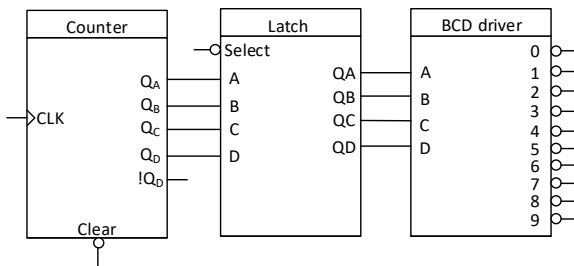 Counter
QA
QB
QC
QD
!QD
CLK
Clear
Latch
Select
A
B
C
D
QA
QB
QC
QD
BCD driver
A
B
C
D
0
1
2
3
4
5
6
7
8
9